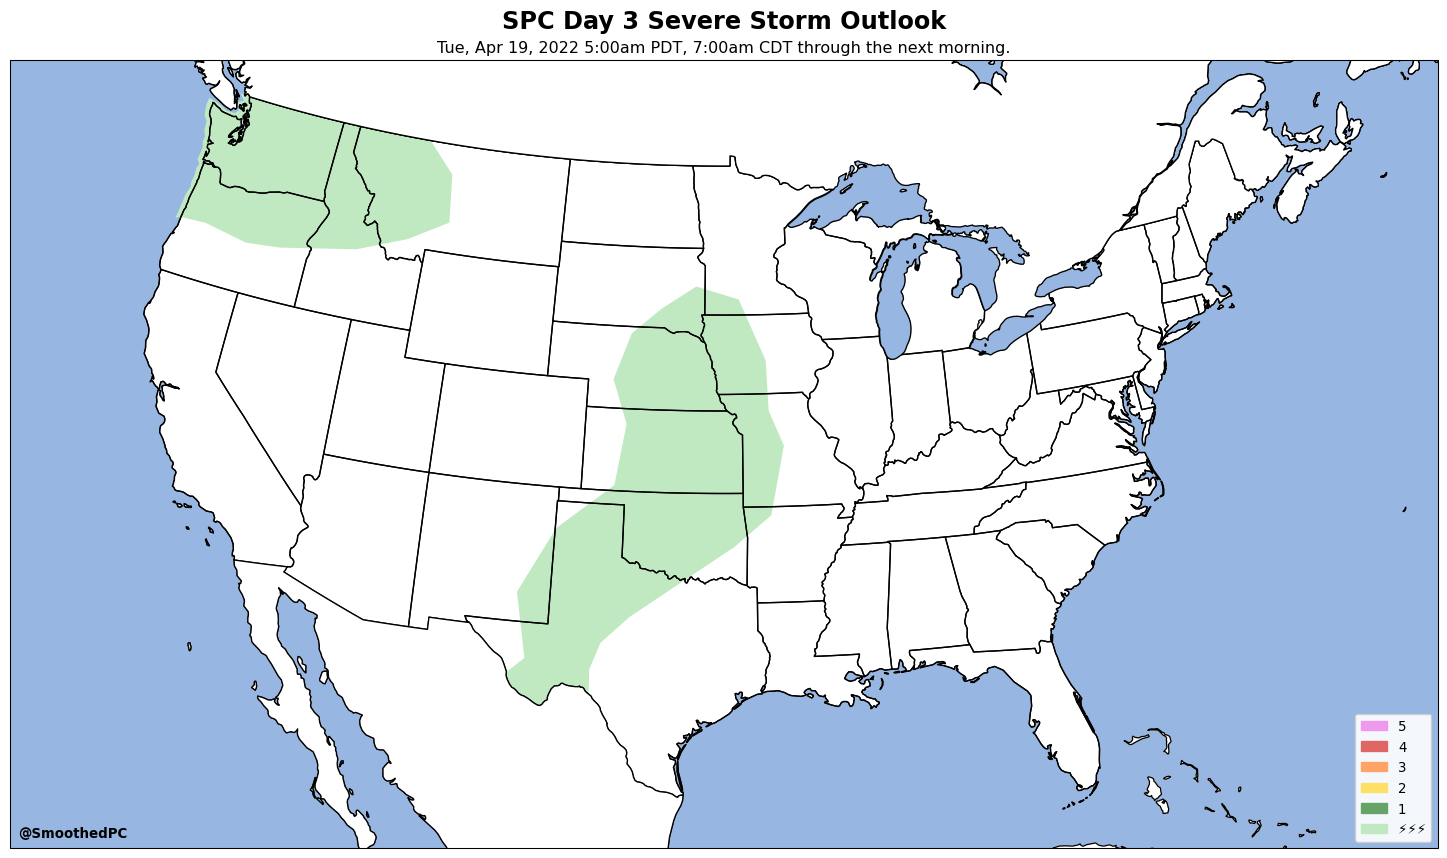 SPC Day 3 Severe Storm Outlook
Tue, Apr 19, 2022 5:00am PDT, 7:00am CDT through the next morning.
5
4
3
2
1
⚡⚡⚡
@SmoothedPC